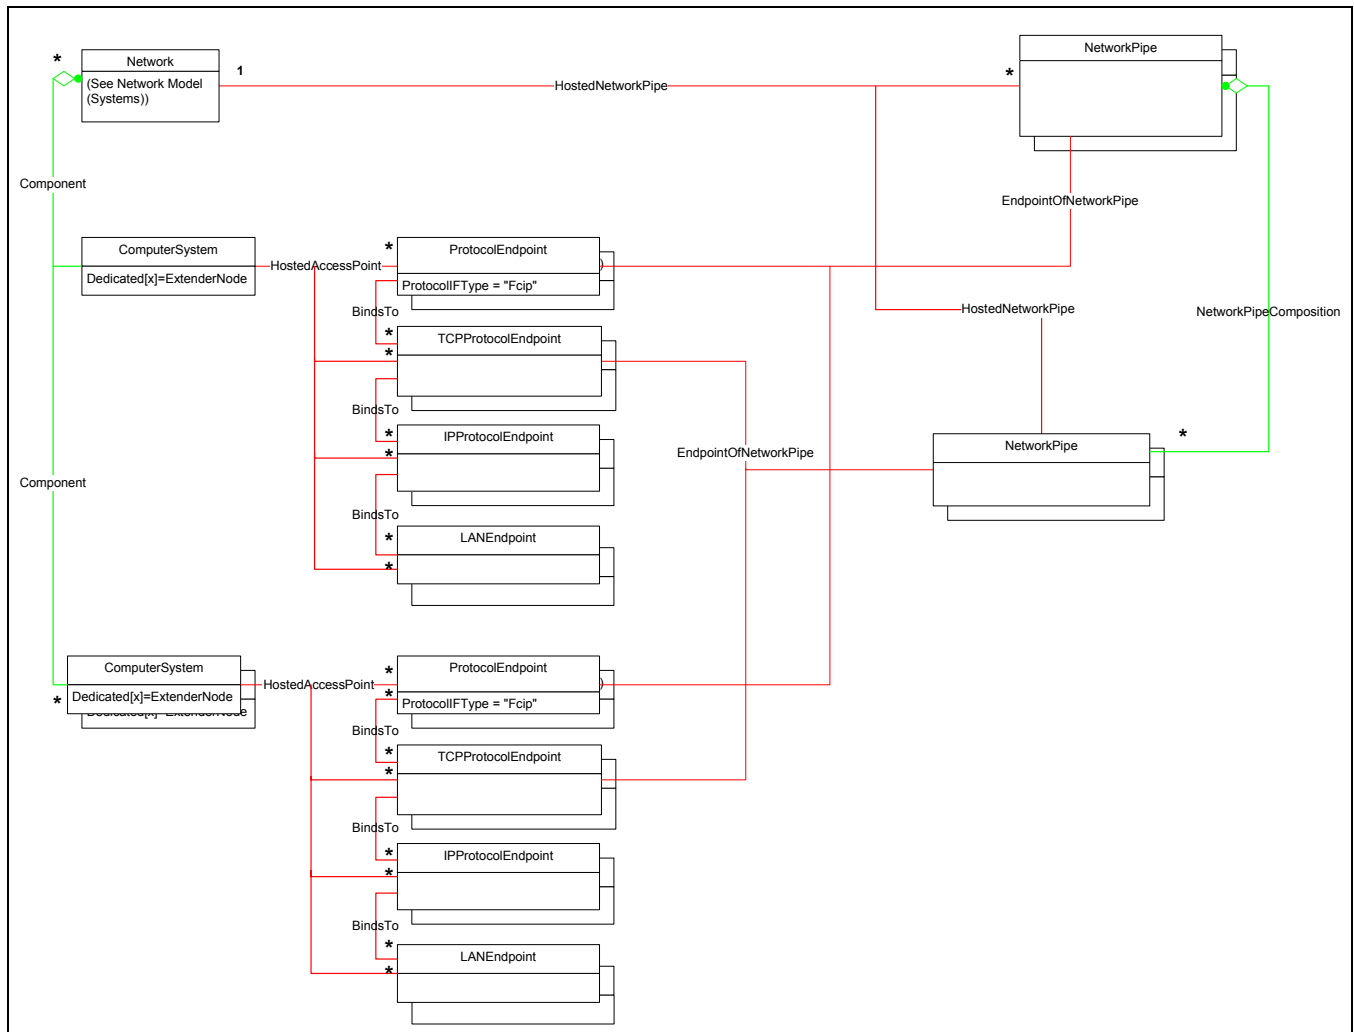 *
Network
(See Network Model
(Systems))
1
HostedNetworkPipe
*
NetworkPipe
Component
EndpointOfNetworkPipe
ComputerSystem
Dedicated[x]=ExtenderNode
HostedAccessPoint
*
ProtocolEndpoint
ProtocolIFType = "Fcip"
BindsTo
*
*
TCPProtocolEndpoint
HostedNetworkPipe
NetworkPipeComposition
BindsTo
*
*
IPProtocolEndpoint
EndpointOfNetworkPipe
NetworkPipe
*
Component
BindsTo
*
*
LANEndpoint
ComputerSystem
Dedicated[x]=ExtenderNode
Dedicated[x]=ExtenderNode
*
HostedAccessPoint
*
*
ProtocolEndpoint
ProtocolIFType = "Fcip"
BindsTo
*
*
TCPProtocolEndpoint
BindsTo
*
*
IPProtocolEndpoint
BindsTo
*
*
LANEndpoint